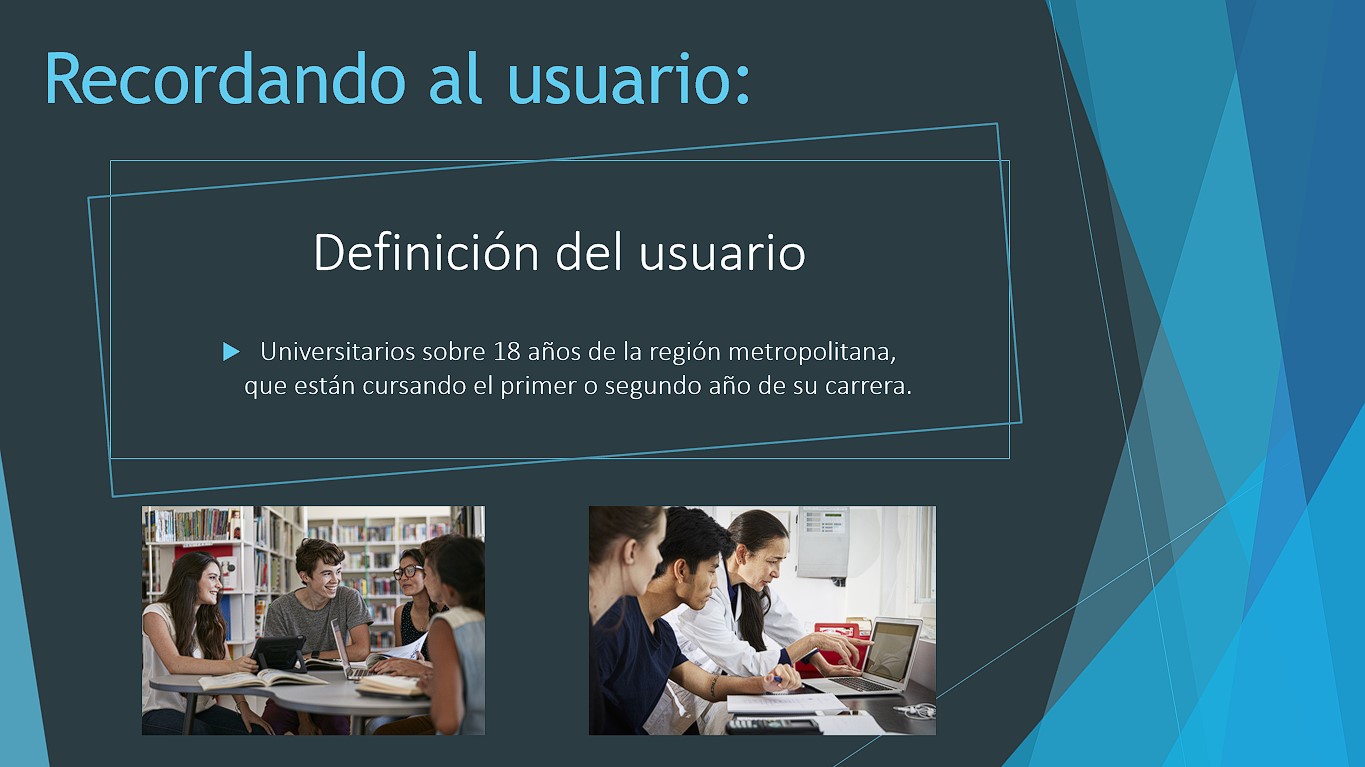 Recordando al usuario:
Definición del usuario
Universitarios sobre 18 años de la región metropolitana,
que están cursando el primer o segundo año de su carrera.